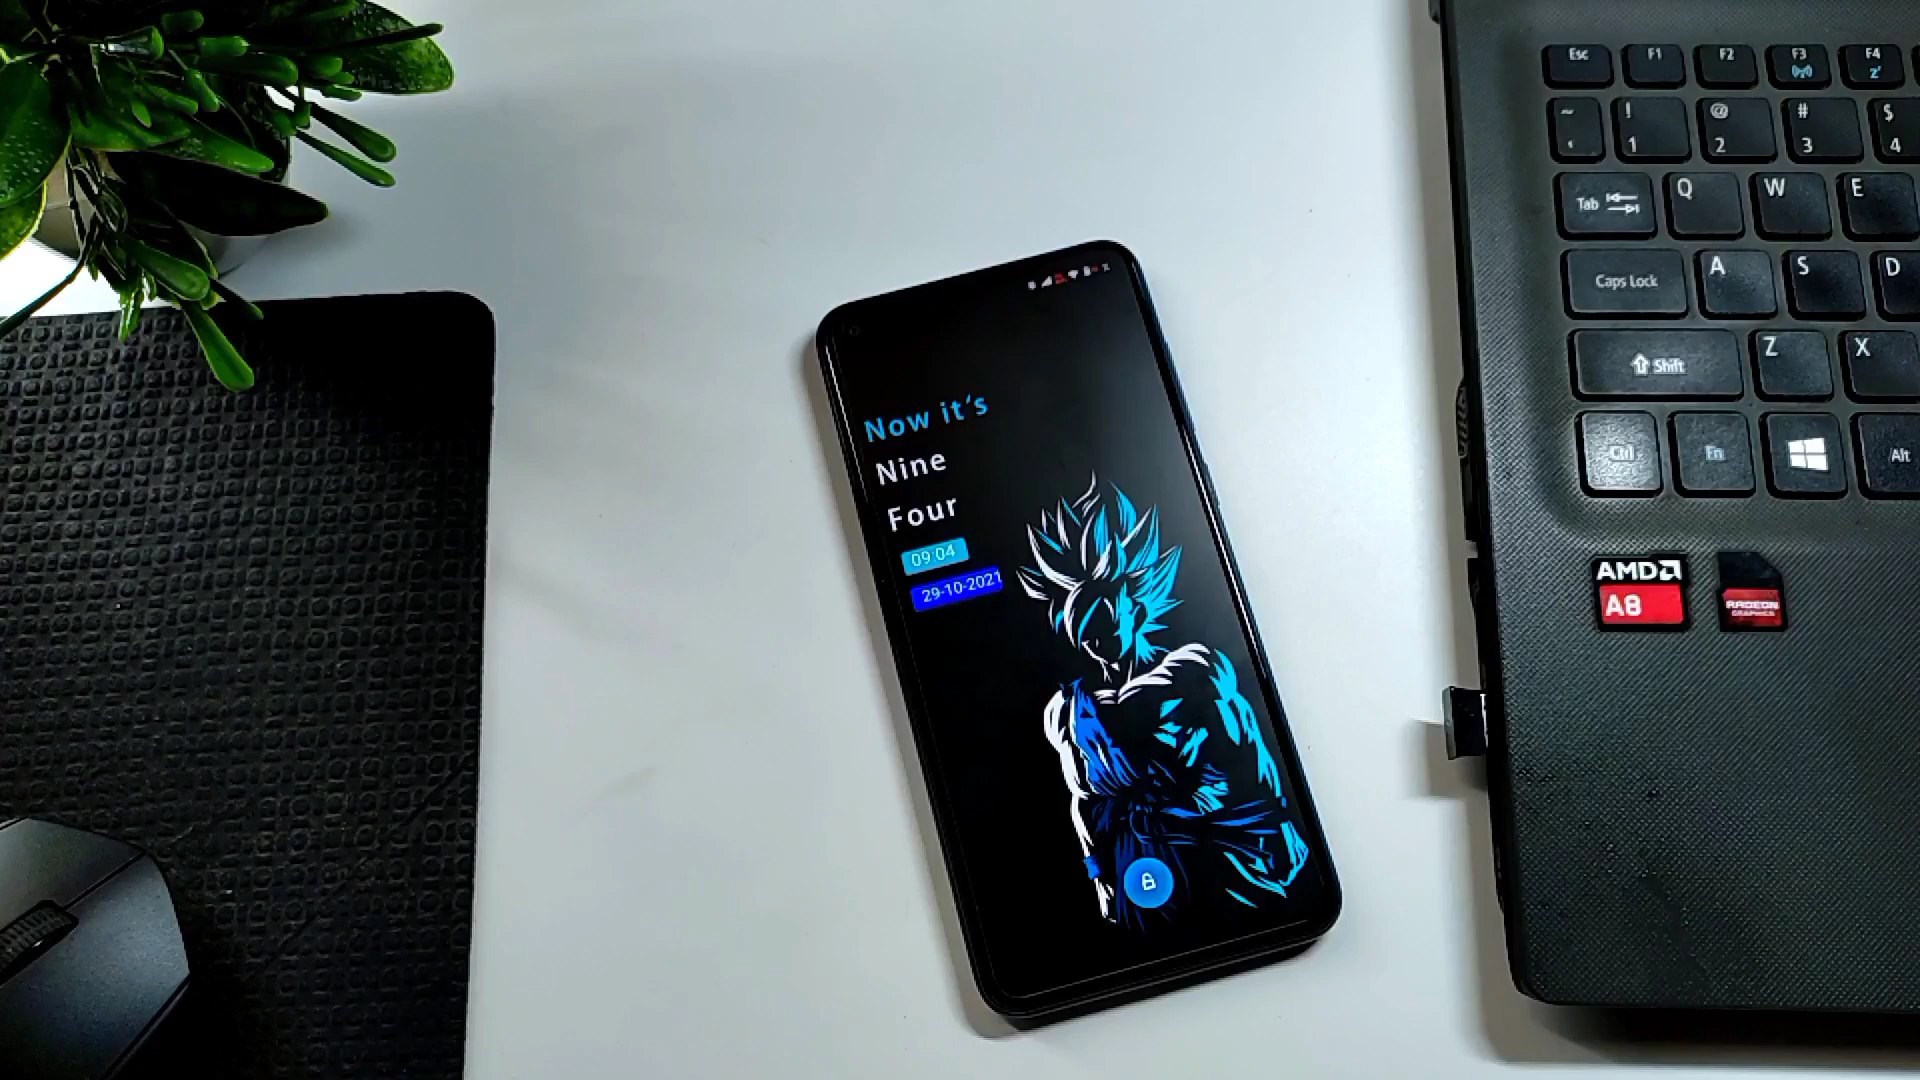 Now it's
Nine
Four
09:04
29-10-2021
Esc F1 F2 F3 F4
z
~ ! @ # $
1 2 3 4
Tab Q W E
Caps Lock A S D
Shift Z X
Ctrl Fn Alt
AMD
A8
RADEON
GRAPHICS